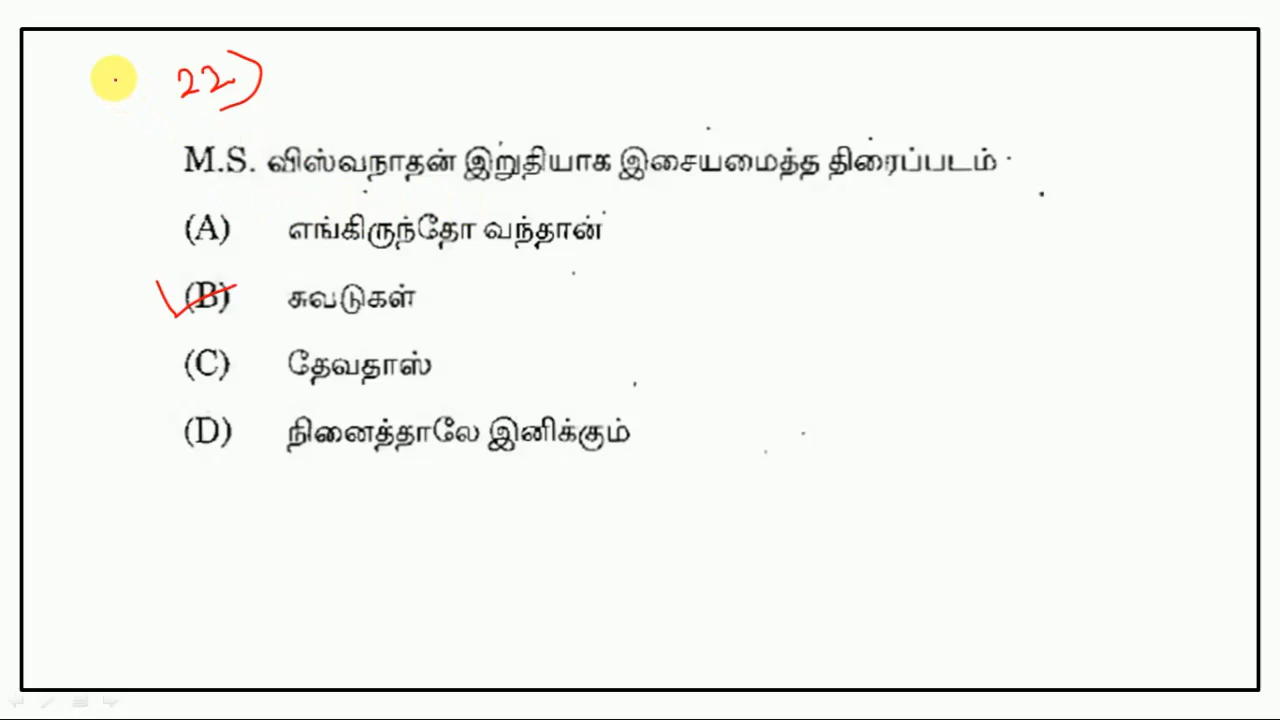 22)
M.S. விஸ்வநாதன் இறுதியாக இசையமைத்த திரைப்படம்
(A) எங்கிருந்தோ வந்தான்
(B) சுவடுகள்
(C) தேவதாஸ்
(D) நினைத்தாலே இனிக்கும்